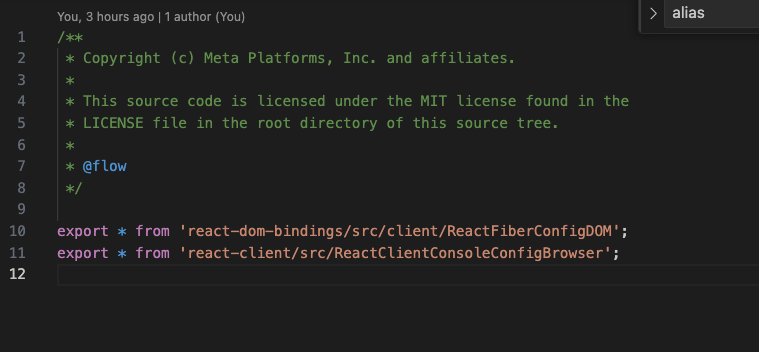 You, 3 hours ago | 1 author (You)
alias
1 /**
2  * Copyright (c) Meta Platforms, Inc. and affiliates.
3  *
4  * This source code is licensed under the MIT license found in the
5  * LICENSE file in the root directory of this source tree.
6  *
7  * @flow
8  */
9
10 export * from 'react-dom-bindings/src/client/ReactFiberConfigDOM';
11 export * from 'react-client/src/ReactClientConsoleConfigBrowser';
12